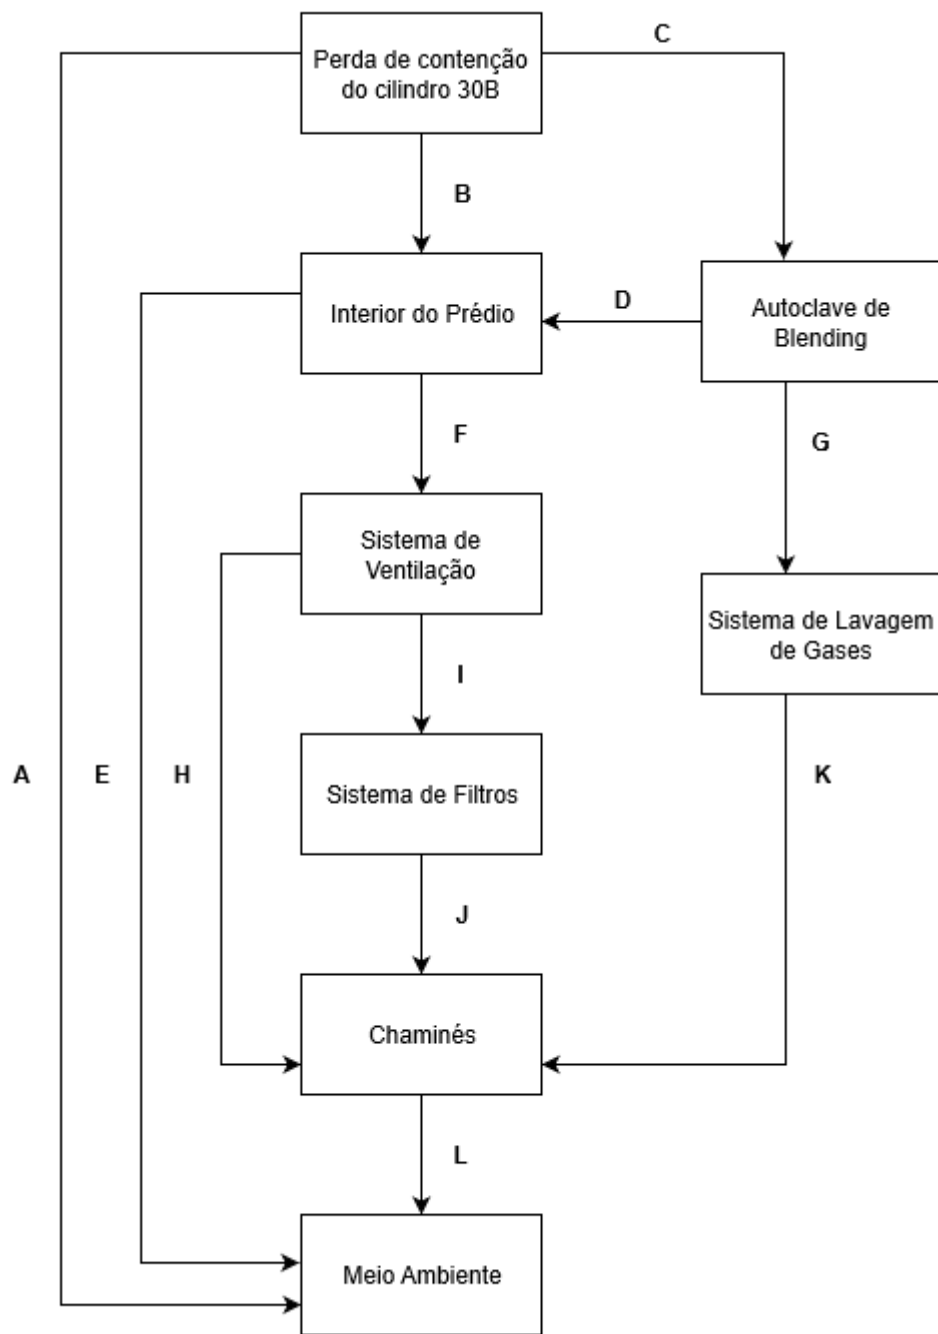 C
Perda de contenção
do cilindro 30B
B
Interior do Prédio
D
Autoclave de
Blending
F
G
Sistema de
Ventilação
Sistema de Lavagem
de Gases
I
A
E
H
Sistema de Filtros
K
J
Chaminés
L
Meio Ambiente